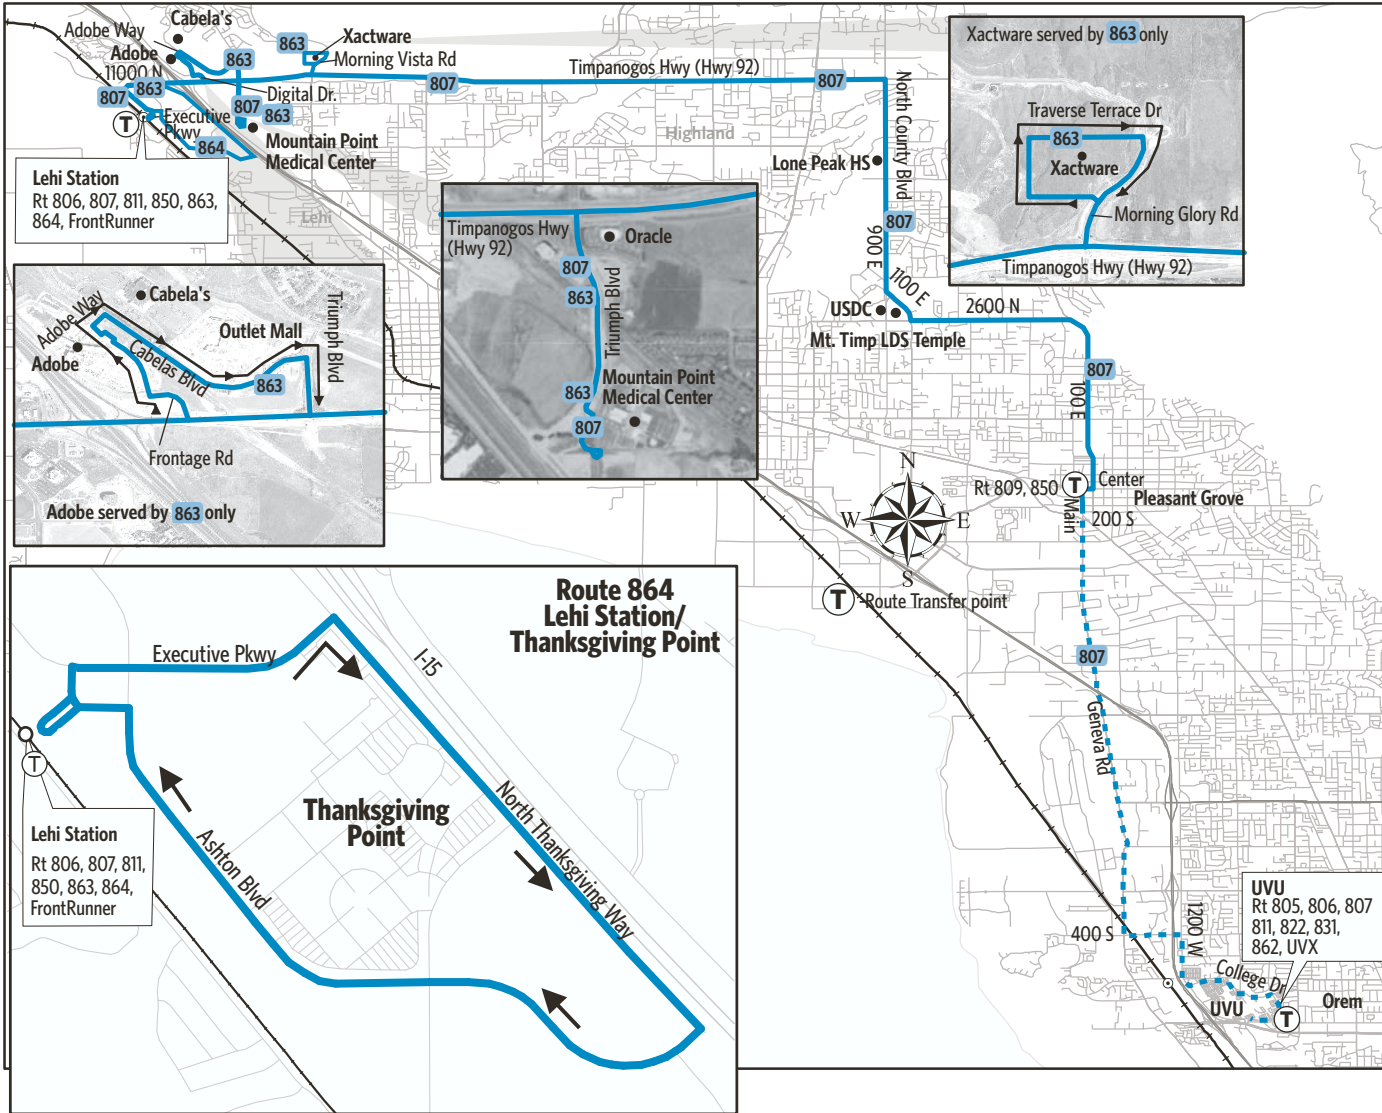 Cabela's
Adobe Way
Adobe
11000 N
863
863
863
807
Xactware
Morning Vista Rd
Digital Dr.
807
863
Executive
Pkwy
864
T
Mountain Point
Medical Center
Lehi Station
Rt 806, 807, 811, 850, 863,
864, FrontRunner
Lehi
Highland
807
Timpanogos Hwy (Hwy 92)
807
North County Blvd
Lone Peak HS
807
900 E
1100 E
USDC
Mt. Timp LDS Temple
2600 N
807
100 E
Rt 809, 850
T
Center
Pleasant Grove
Main
200 S
807
Geneva Rd
400 S
1200 W
College Dr
UVU
T
Orem
UVU
Rt 805, 806, 807
811, 822, 831,
862, UVX
Xactware served by 863 only
Traverse Terrace Dr
863
Xactware
Morning Glory Rd
Timpanogos Hwy (Hwy 92)
Timpanogos Hwy
(Hwy 92)
Oracle
807
863
Triumph Blvd
863
Mountain Point
Medical Center
807
Cabela's
Adobe Way
Adobe
Outlet Mall
Triumph Blvd
Cabelas Blvd
863
Frontage Rd
Adobe served by 863 only
N
W
E
S
T
-Route Transfer point
Route 864
Lehi Station/
Thanksgiving Point
Executive Pkwy
I-15
Thanksgiving
Point
North Thanksgiving Way
Ashton Blvd
T
Lehi Station
Rt 806, 807, 811,
850, 863, 864,
FrontRunner